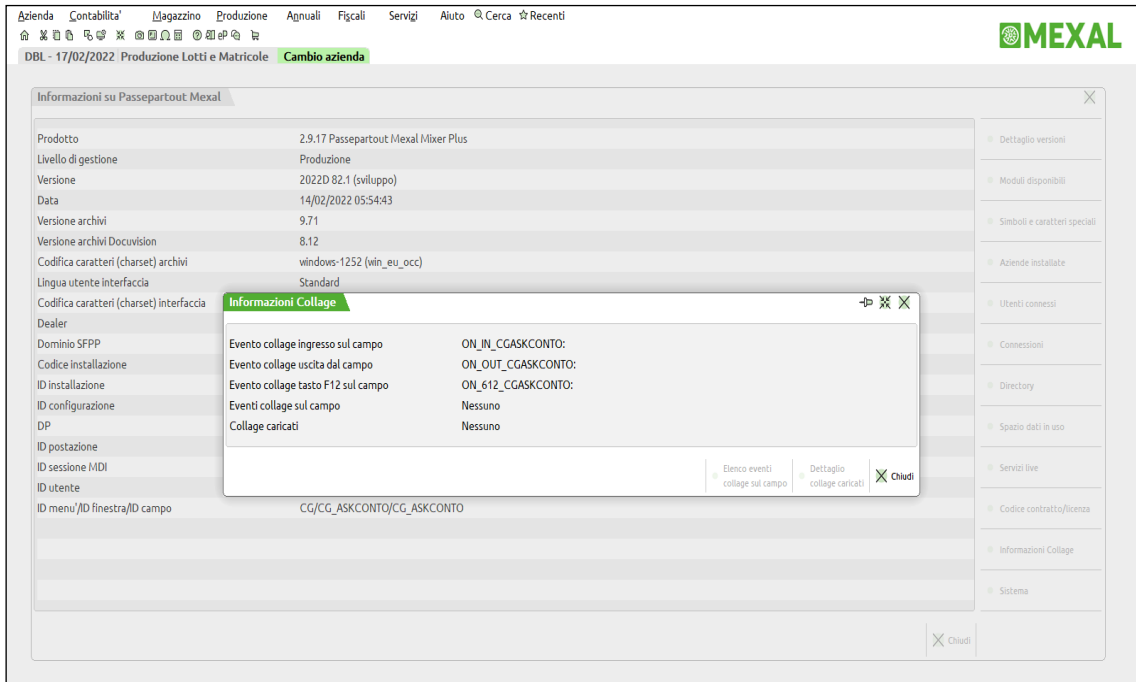 Azienda Contabilita' Magazzino Produzione Annuali Fiscali Servizi Aiuto Cerca Recenti
MEXAL
DBL - 17/02/2022 Produzione Lotti e Matricole Cambio azienda
Informazioni su Passepartout Mexal
Prodotto 2.9.17 Passepartout Mexal Mixer Plus
Livello di gestione Produzione
Versione 2022D 82.1 (sviluppo)
Data 14/02/2022 05:54:43
Versione archivi 9.71
Versione archivi Docuvision 8.12
Codifica caratteri (charset) archivi windows-1252 (win_eu_occ)
Lingua utente interfaccia Standard
Codifica caratteri (charset) interfaccia
Dealer
Dominio SFPP
Codice installazione
ID installazione
ID configurazione
DP
ID postazione
ID sessione MDI
ID utente
ID menu'/ID finestra/ID campo CG/CG_ASKCONTO/CG_ASKCONTO
Informazioni Collage
Evento collage ingresso sul campo ON_IN_CGASKCONTO:
Evento collage uscita dal campo ON_OUT_CGASKCONTO:
Evento collage tasto F12 sul campo ON_612_CGASKCONTO:
Eventi collage sul campo Nessuno
Collage caricati Nessuno
Elenco eventi
collage sul campo
Dettaglio
collage caricati
Chiudi
Dettaglio versioni
Moduli disponibili
Simboli e caratteri speciali
Aziende installate
Utenti connessi
Connessioni
Directory
Spazio dati in uso
Servizi live
Codice contratto/licenza
Informazioni Collage
Sistema
Chiudi